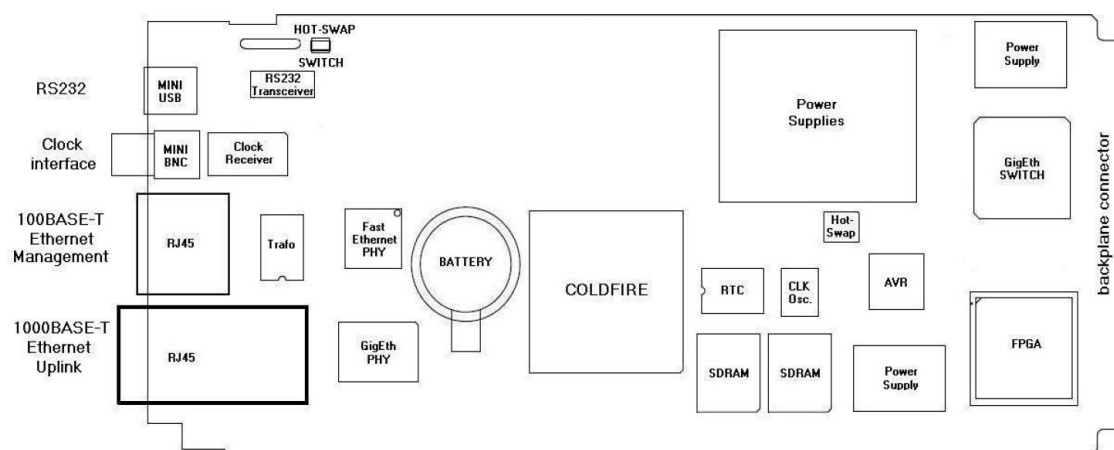 HOT-SWAP
SWITCH
RS232
MINI
USB
RS232
Transceiver
Clock
interface
MINI
BNC
Clock
Receiver
100BASE-T
Ethernet
Management
RJ45
Trafo
Fast
Ethernet
PHY
BATTERY
1000BASE-T
Ethernet
Uplink
RJ45
GigEth
PHY
COLDFIRE
Power
Supplies
Power
Supply
GigEth
SWITCH
Hot-
Swap
RTC
CLK
Osc.
AVR
SDRAM
SDRAM
Power
Supply
FPGA
backplane connector